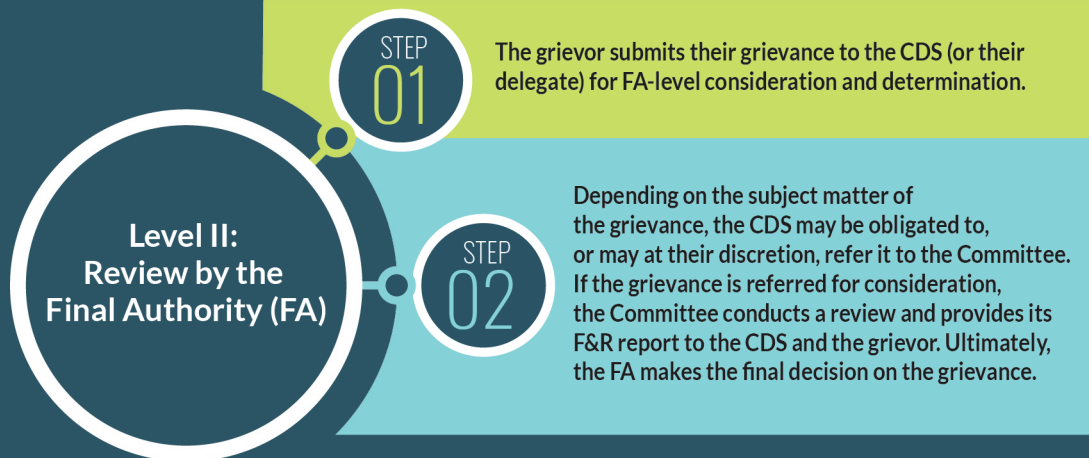 STEP
01
The grievor submits their grievance to the CDS (or their
delegate) for FA-level consideration and determination.
Level II:
Review by the
Final Authority (FA)
STEP
02
Depending on the subject matter of
the grievance, the CDS may be obligated to,
or may at their discretion, refer it to the Committee.
If the grievance is referred for consideration,
the Committee conducts a review and provides its
F&R report to the CDS and the grievor. Ultimately,
the FA makes the final decision on the grievance.